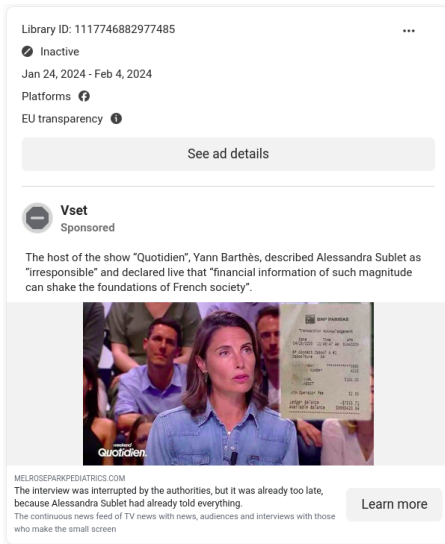 Library ID: 1117746882977485
Inactive
Jan 24, 2024 - Feb 4, 2024
Platforms
EU transparency
See ad details
Vset
Sponsored
The host of the show “Quotidien”, Yann Barthès, described Alessandra Sublet as
“irresponsible” and declared live that “financial information of such magnitude
can shake the foundations of French society”.
BNP PARIBAS
Transaction Acknowledgement
weekend
Quotidien.
MELROSEPARKPEDIATRICS.COM
The interview was interrupted by the authorities, but it was already too late,
because Alessandra Sublet had already told everything.
The continuous news feed of TV news with news, audiences and interviews with those
who make the small screen
Learn more